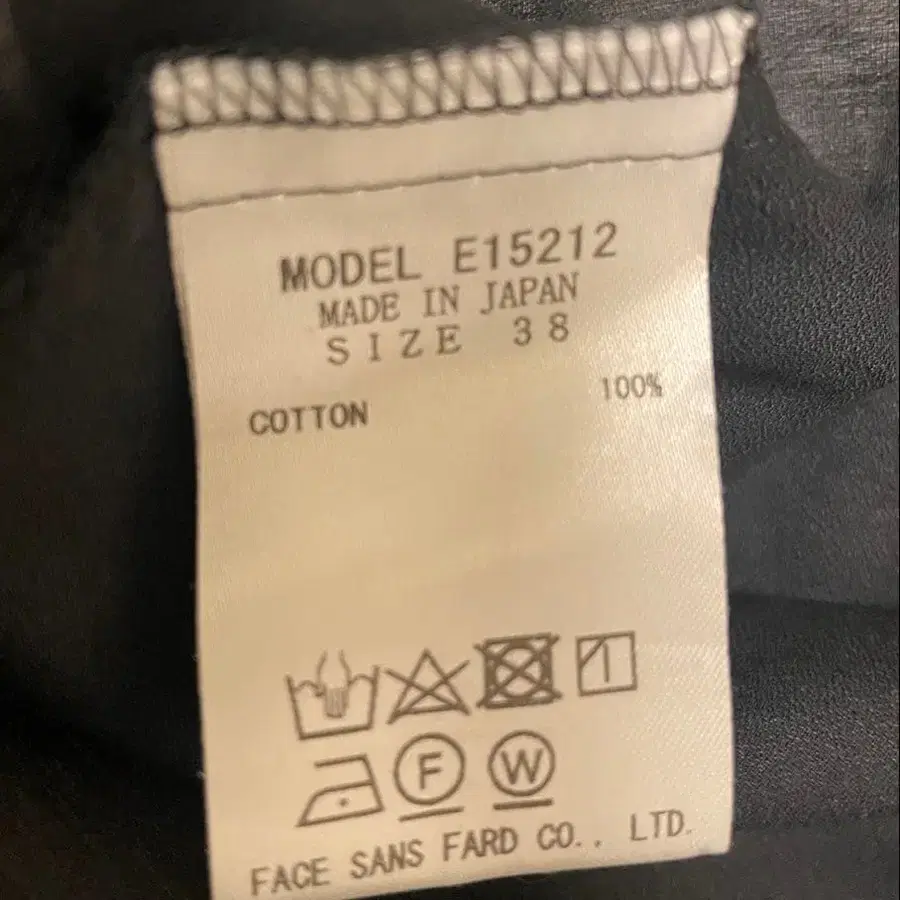 MODEL E15212
MADE IN JAPAN
SIZE 38
COTTON 100%
F W
FACE SANS FARD CO., LTD.